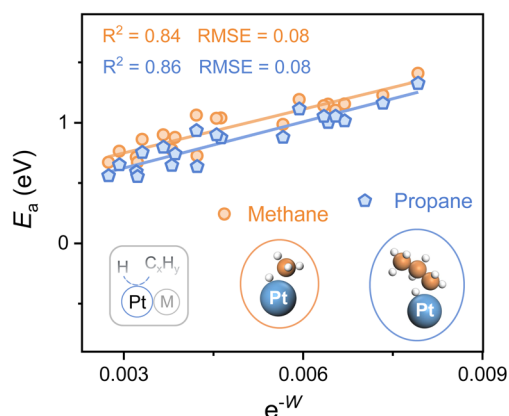 R² = 0.84 RMSE = 0.08
R² = 0.86 RMSE = 0.08
1
Eₐ (eV)
Methane
Propane
0
H CₓHᵧ
Pt M
Pt
Pt
0.003 0.006 0.009
e⁻ᵂ